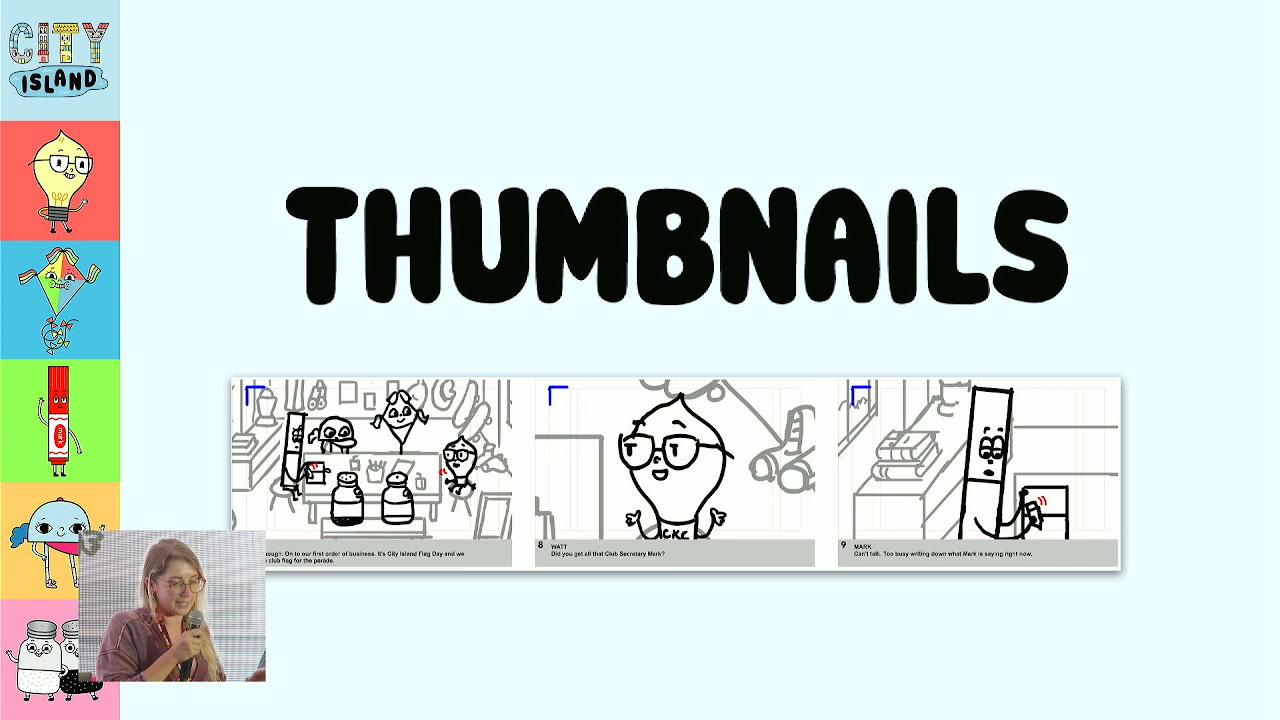 CITY
ISLAND
THUMBNAILS
mark
CKC
ough. On to our first order of business. It's City Island Flag Day and we
club flag for the parade.
8 WATT
Did you get all that Club Secretary Mark?
9 MARK
Can't talk. Too busy writing down what Mark is saying right now.